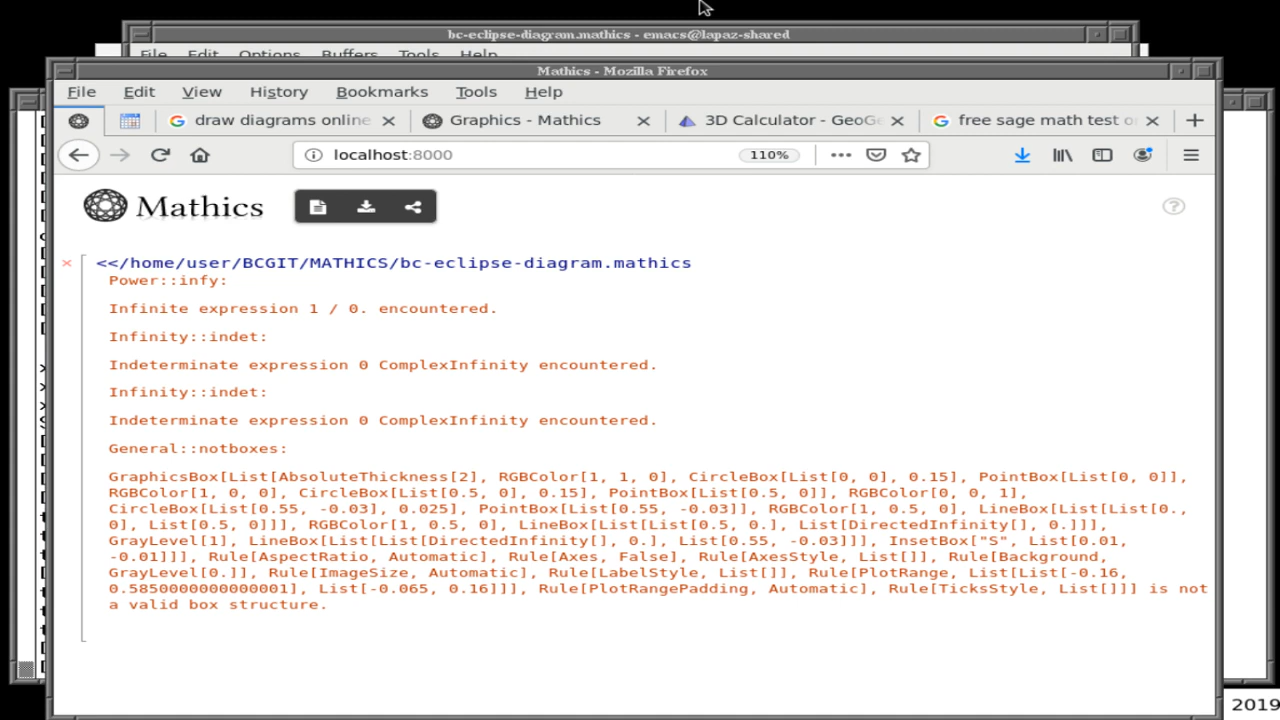 bc-eclipse-diagram.mathics - emacs@lapaz-shared
File Edit Options Buffers Tools Help
Mathics - Mozilla Firefox
File Edit View History Bookmarks Tools Help
draw diagrams online Graphics - Mathics 3D Calculator - GeoGe free sage math test o
localhost:8000 110%
Mathics
<</home/user/BCGIT/MATHICS/bc-eclipse-diagram.mathics
Power::infy:
Infinite expression 1 / 0. encountered.
Infinity::indet:
Indeterminate expression 0 ComplexInfinity encountered.
Infinity::indet:
Indeterminate expression 0 ComplexInfinity encountered.
General::notboxes:
GraphicsBox[List[AbsoluteThickness[2], RGBColor[1, 1, 0], CircleBox[List[0, 0], 0.15], PointBox[List[0, 0]],
RGBColor[1, 0, 0], CircleBox[List[0.5, 0], 0.15], PointBox[List[0.5, 0]], RGBColor[0, 0, 1],
CircleBox[List[0.55, -0.03], 0.025], PointBox[List[0.55, -0.03]], RGBColor[1, 0.5, 0], LineBox[List[List[0.,
0], List[0.5, 0]]], RGBColor[1, 0.5, 0], LineBox[List[List[0.5, 0.], List[DirectedInfinity[], 0.]]],
GrayLevel[1], LineBox[List[List[DirectedInfinity[], 0.], List[0.55, -0.03]]], InsetBox["S", List[0.01,
-0.01]]], Rule[AspectRatio, Automatic], Rule[Axes, False], Rule[AxesStyle, List[]], Rule[Background,
GrayLevel[0.]], Rule[ImageSize, Automatic], Rule[LabelStyle, List[]], Rule[PlotRange, List[List[-0.16,
0.5850000000000001], List[-0.065, 0.16]]], Rule[PlotRangePadding, Automatic], Rule[TicksStyle, List[]]] is not
a valid box structure.
2019